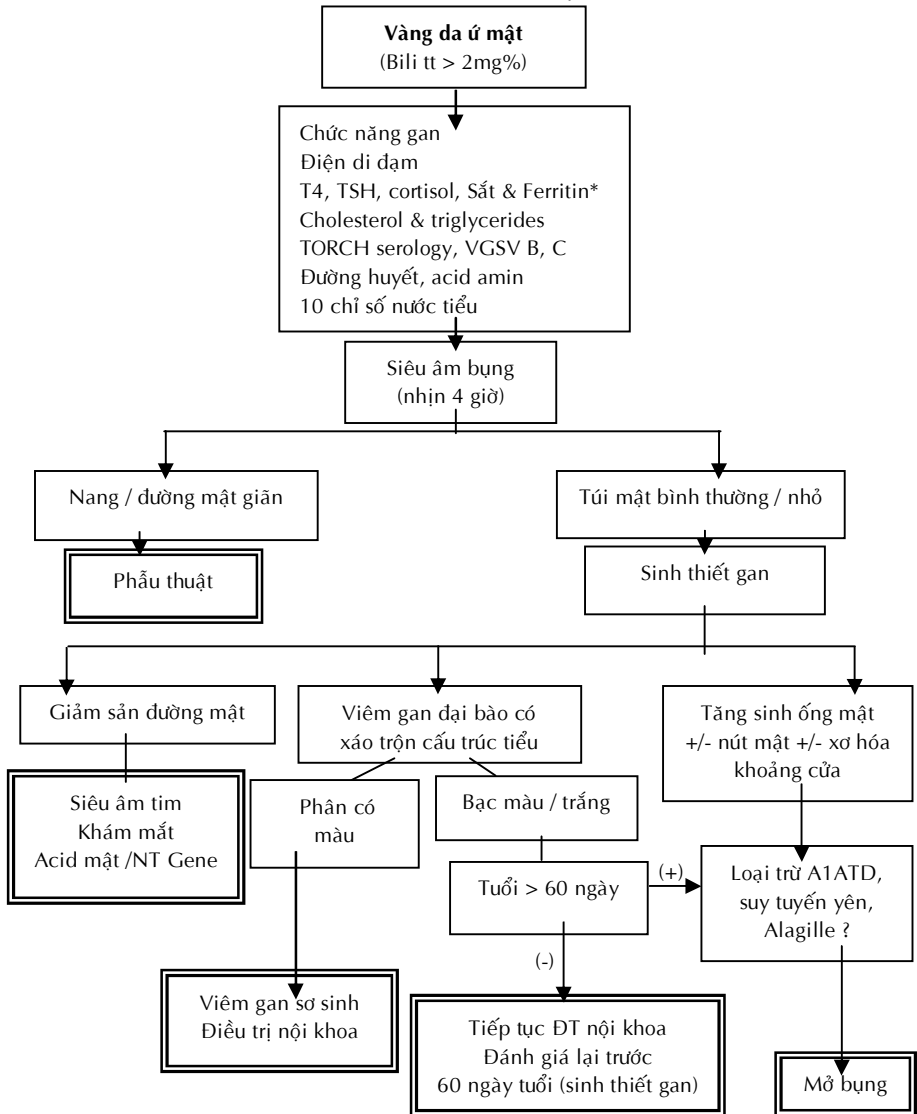 Vàng da ứ mật
(Bili tt > 2mg%)
Chức năng gan
Điện di đạm
T4, TSH, cortisol, Sắt & Ferritin*
Cholesterol & triglycerides
TORCH serology, VGSV B, C
Đường huyết, acid amin
10 chỉ số nước tiểu
Siêu âm bụng
(nhịn 4 giờ)
Nang / đường mật giãn
Túi mật bình thường / nhỏ
Phẫu thuật
Sinh thiết gan
Giảm sản đường mật
Viêm gan đại bào có
xáo trộn cấu trúc tiểu
Tăng sinh ống mật
+/- nút mật +/- xơ hóa
khoảng cửa
Siêu âm tim
Khám mắt
Acid mật /NT Gene
Phân có
màu
Bạc màu / trắng
Tuổi > 60 ngày
(+)
Loại trừ A1ATD,
suy tuyến yên,
Alagille ?
(-)
Viêm gan sơ sinh
Điều trị nội khoa
Tiếp tục ĐT nội khoa
Đánh giá lại trước
60 ngày tuổi (sinh thiết gan)
Mở bụng